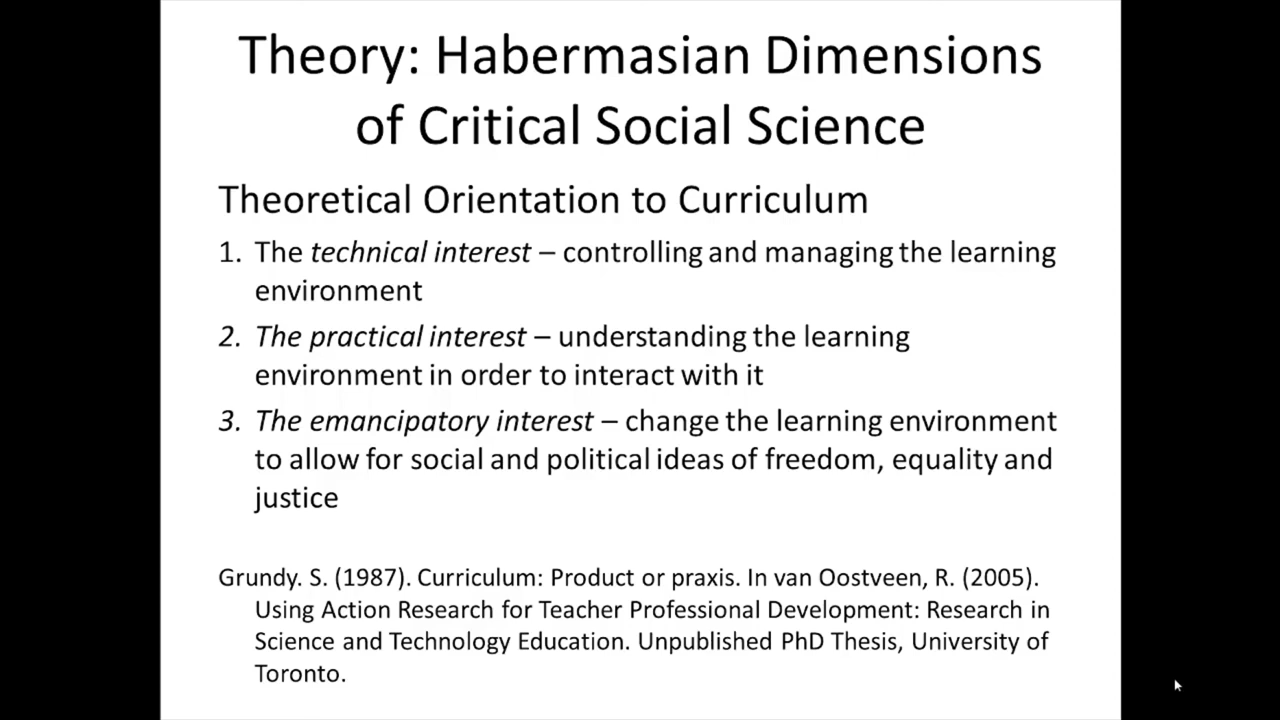 Theory: Habermasian Dimensions
of Critical Social Science
Theoretical Orientation to Curriculum
1. The technical interest – controlling and managing the learning
environment
2. The practical interest – understanding the learning
environment in order to interact with it
3. The emancipatory interest – change the learning environment
to allow for social and political ideas of freedom, equality and
justice
Grundy. S. (1987). Curriculum: Product or praxis. In van Oostveen, R. (2005).
Using Action Research for Teacher Professional Development: Research in
Science and Technology Education. Unpublished PhD Thesis, University of
Toronto.